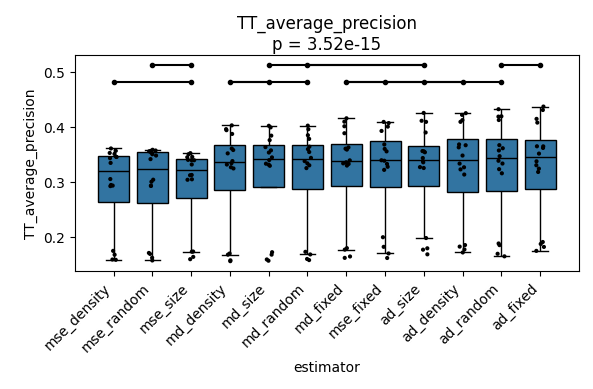 TT_average_precision
p = 3.52e-15
TT_average_precision
0.5
0.4
0.3
0.2
mse_density
mse_random
mse_size
md_density
md_size
md_random
md_fixed
mse_fixed
ad_size
ad_density
ad_random
ad_fixed
estimator